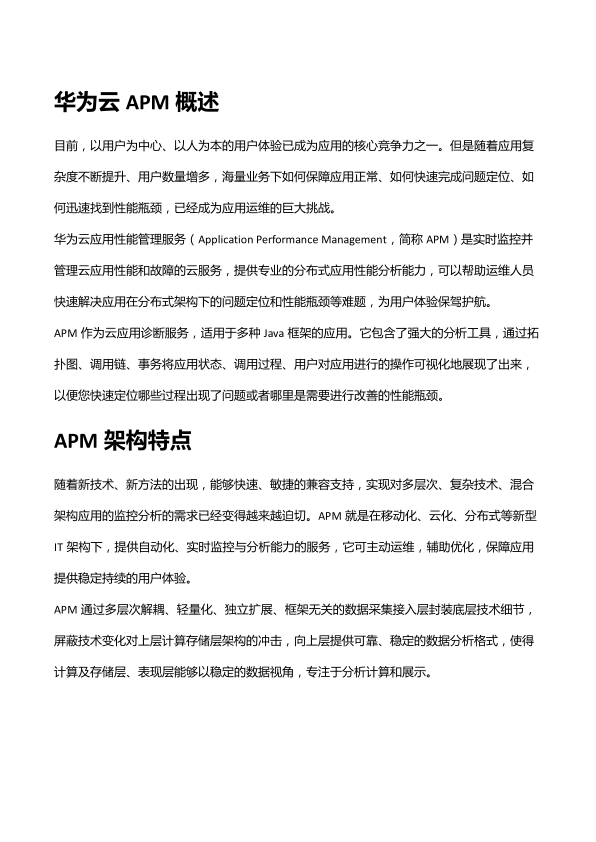 华为云 APM 概述
目前，以用户为中心、以人为本的用户体验已成为应用的核心竞争力之一。但是随着应用复
杂度不断提升、用户数量增多，海量业务下如何保障应用正常、如何快速完成问题定位、如
何迅速找到性能瓶颈，已经成为应用运维的巨大挑战。
华为云应用性能管理服务（Application Performance Management，简称 APM）是实时监控并
管理云应用性能和故障的云服务，提供专业的分布式应用性能分析能力，可以帮助运维人员
快速解决应用在分布式架构下的问题定位和性能瓶颈等难题，为用户体验保驾护航。
APM 作为云应用诊断服务，适用于多种 Java 框架的应用。它包含了强大的分析工具，通过拓
扑图、调用链、事务将应用状态、调用过程、用户对应用进行的操作可视化地展现了出来，
以便您快速定位哪些过程出现了问题或者哪里是需要进行改善的性能瓶颈。
APM 架构特点
随着新技术、新方法的出现，能够快速、敏捷的兼容支持，实现对多层次、复杂技术、混合
架构应用的监控分析的需求已经变得越来越迫切。APM 就是在移动化、云化、分布式等新型
IT 架构下，提供自动化、实时监控与分析能力的服务，它可主动运维，辅助优化，保障应用
提供稳定持续的用户体验。
APM 通过多层次解耦、轻量化、独立扩展、框架无关的数据采集接入层封装底层技术细节，
屏蔽技术变化对上层计算存储层架构的冲击，向上层提供可靠、稳定的数据分析格式，使得
计算及存储层、表现层能够以稳定的数据视角，专注于分析计算和展示。